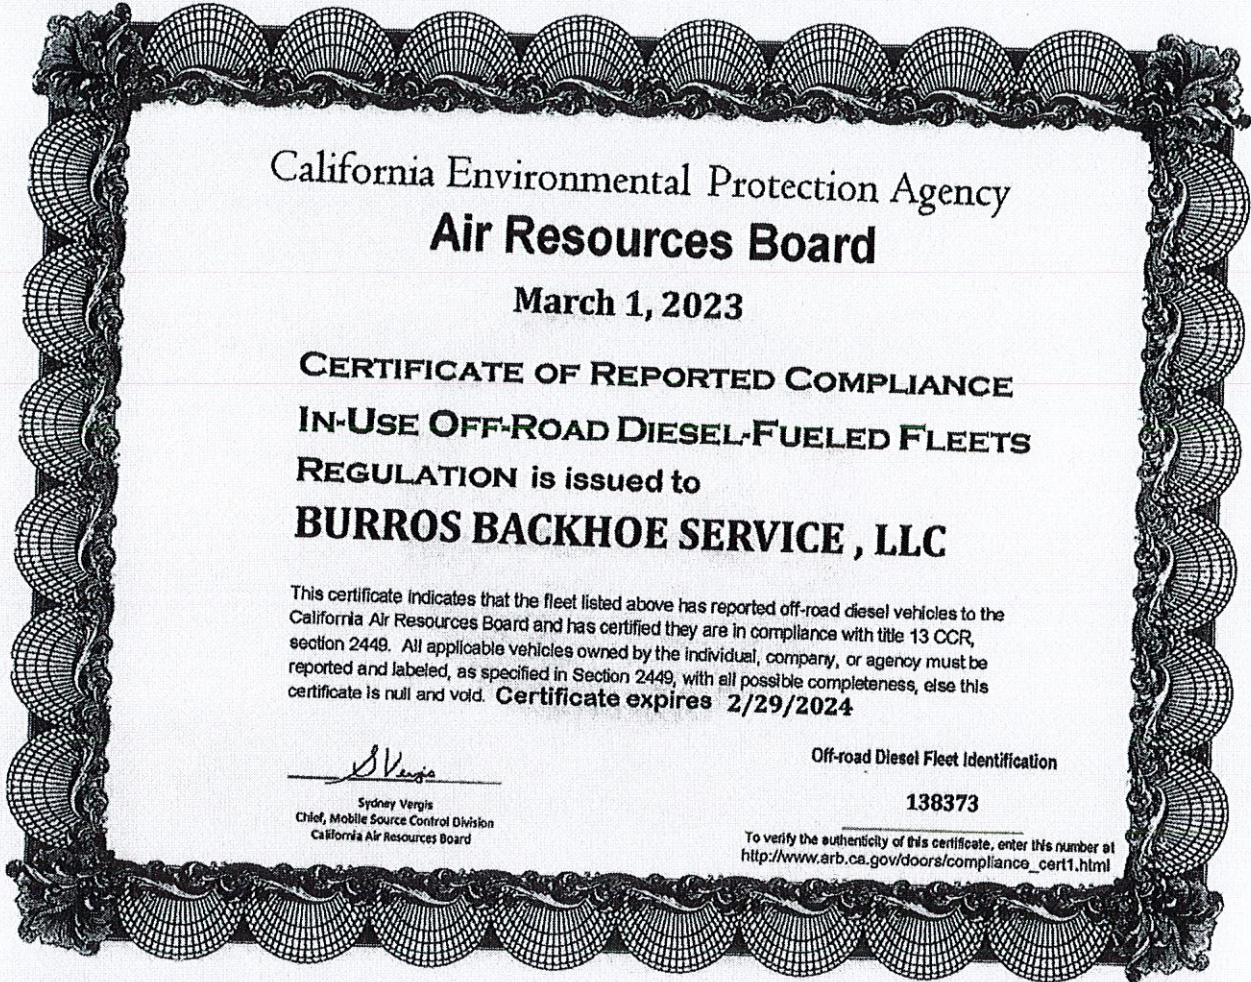 California Environmental Protection Agency
Air Resources Board
March 1, 2023
CERTIFICATE OF REPORTED COMPLIANCE
IN-USE OFF-ROAD DIESEL-FUELED FLEETS
REGULATION is issued to
BURROS BACKHOE SERVICE , LLC
This certificate indicates that the fleet listed above has reported off-road diesel vehicles to the
California Air Resources Board and has certified they are in compliance with title 13 CCR,
section 2449. All applicable vehicles owned by the individual, company, or agency must be
reported and labeled, as specified in Section 2449, with all possible completeness, else this
certificate is null and void. Certificate expires 2/29/2024
S Vergis
Sydney Vergis
Chief, Mobile Source Control Division
California Air Resources Board
Off-road Diesel Fleet Identification
138373
To verify the authenticity of this certificate, enter this number at
http://www.arb.ca.gov/doors/compliance_cert1.html